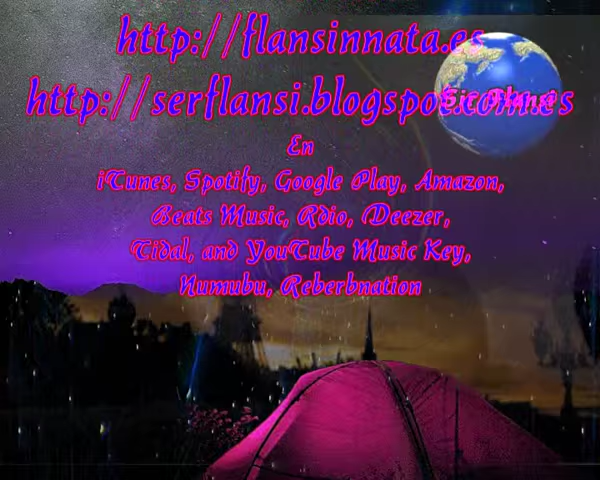 http://flansinnata.es
http://serflansi.blogspot.com.es
En
iTunes, Spotify, Google Play, Amazon,
Beats Music, Rdio, Deezer,
Tidal, and YouTube Music Key,
Numubu, Reberbnation